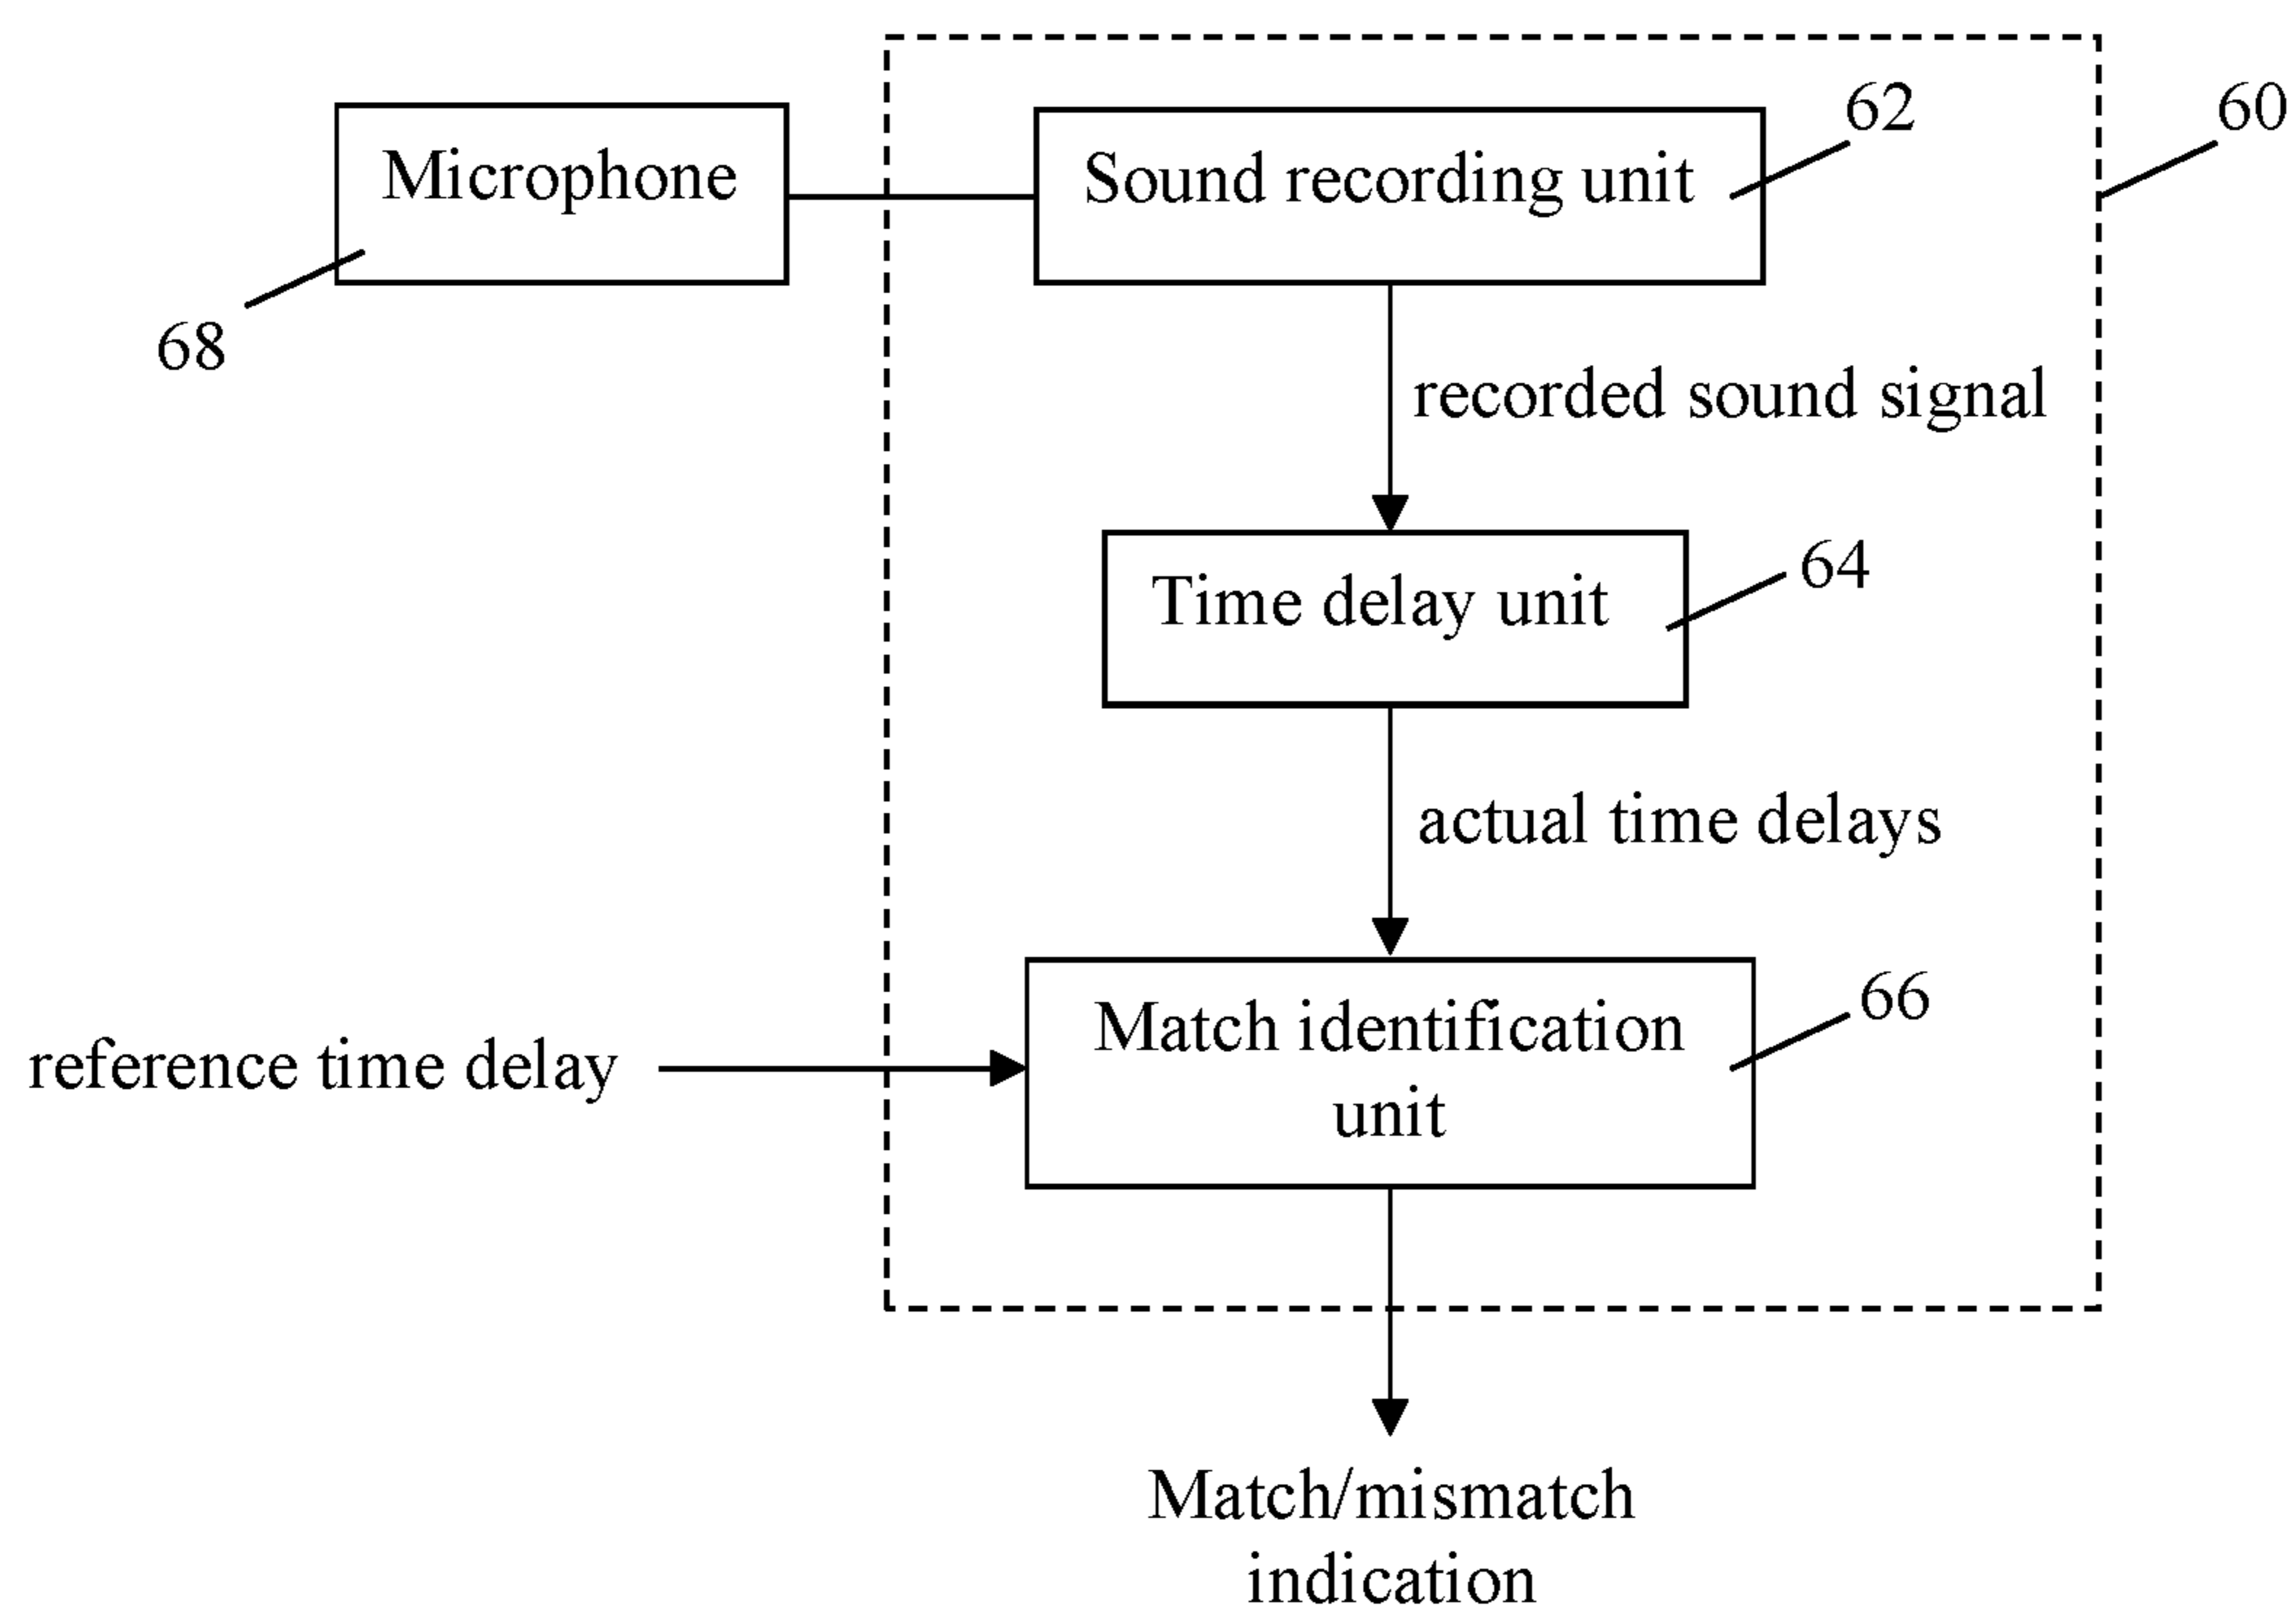 62
60
Microphone
Sound recording unit
68
recorded sound signal
64
Time delay unit
actual time delays
66
Match identification
unit
reference time delay
Match/mismatch
indication